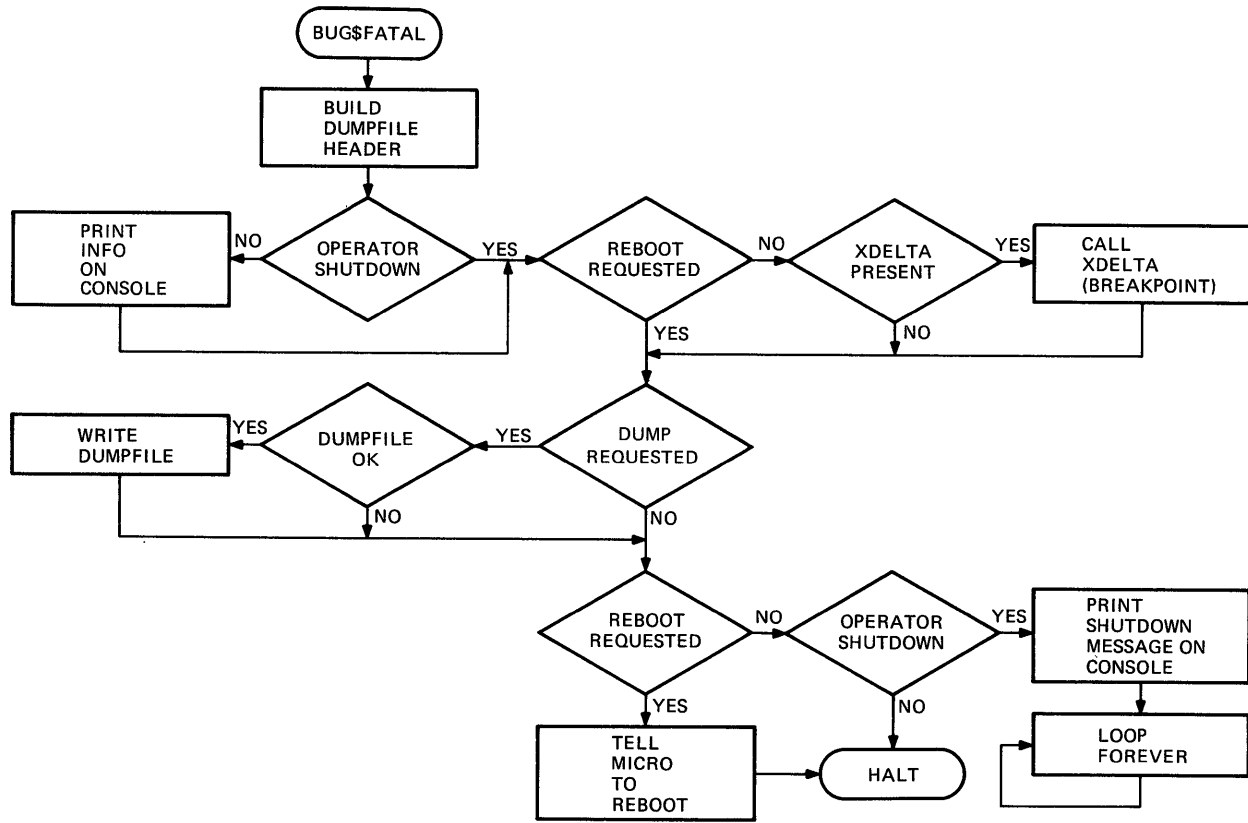 BUG$FATAL
BUILD
DUMPFILE
HEADER
PRINT
INFO
ON
CONSOLE
NO
OPERATOR
SHUTDOWN
YES
REBOOT
REQUESTED
NO
XDELTA
PRESENT
YES
CALL
XDELTA
(BREAKPOINT)
YES
NO
WRITE
DUMPFILE
YES
DUMPFILE
OK
YES
DUMP
REQUESTED
NO
NO
REBOOT
REQUESTED
NO
OPERATOR
SHUTDOWN
YES
PRINT
SHUTDOWN
MESSAGE ON
CONSOLE
YES
NO
TELL
MICRO
TO
REBOOT
HALT
LOOP
FOREVER